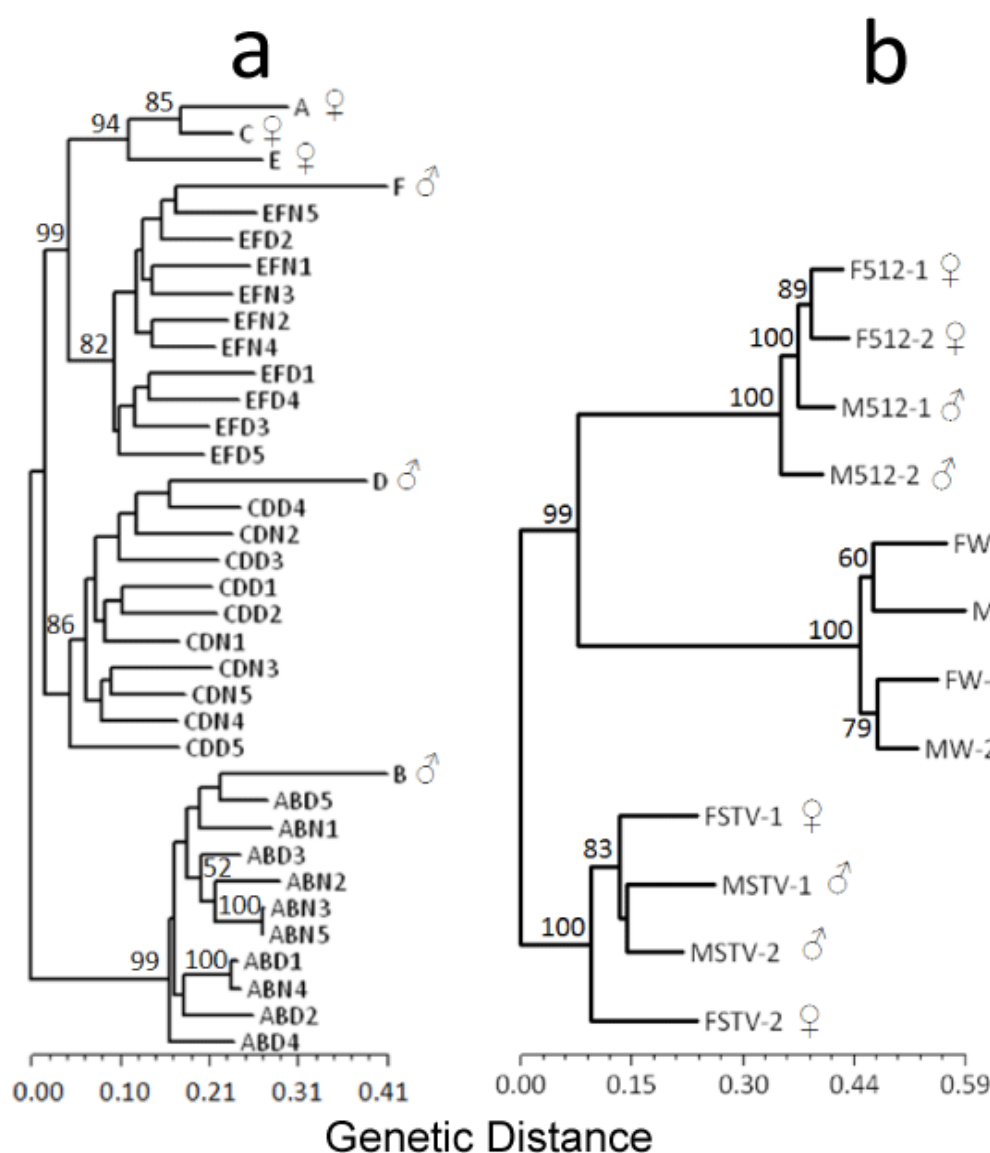 a
b
85
A ♀
94
C ♀
E ♀
F ♂
EFN5
99
EFD2
EFN1
EFN3
EFN2
82
EFN4
EFD1
EFD4
EFD3
EFD5
D ♂
CDD4
CDN2
CDD3
CDD1
CDD2
86
CDN1
CDN3
CDN5
CDN4
CDD5
B ♂
ABD5
ABN1
ABD3
52
ABN2
100
ABN3
ABN5
99
100
ABD1
ABN4
ABD2
ABD4
0.00 0.10 0.21 0.31 0.41
F512-1 ♀
89
100
F512-2 ♀
100
M512-1 ♂
M512-2 ♂
99
FW
60
M
100
FW-
79
MW-2
FSTV-1 ♀
83
MSTV-1 ♂
100
MSTV-2 ♂
FSTV-2 ♀
0.00 0.15 0.30 0.44 0.59
Genetic Distance